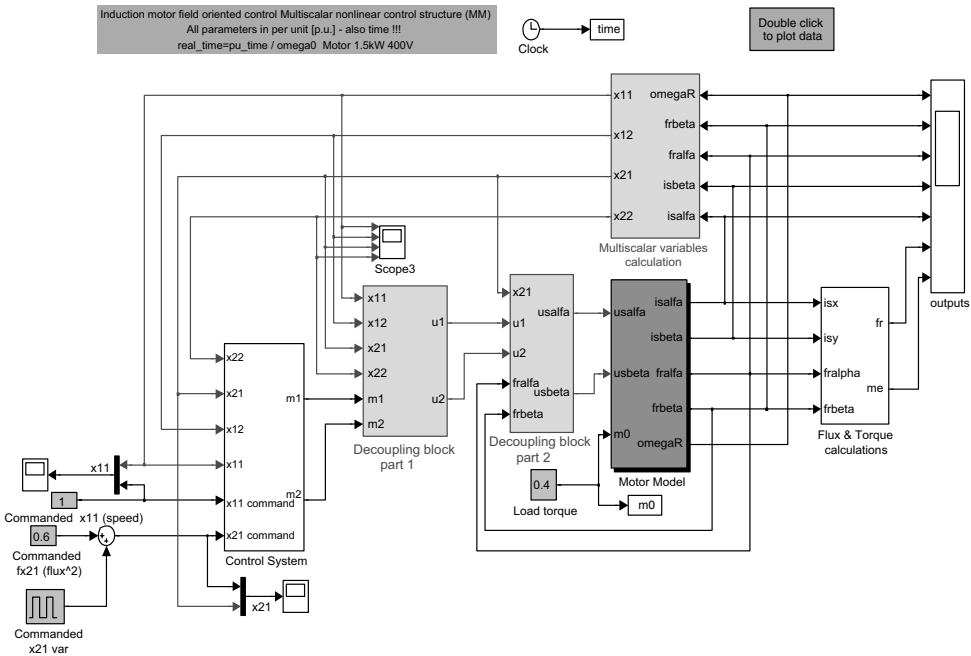 Induction motor field oriented control Multiscalar nonlinear control structure (MM)
All parameters in per unit [p.u.] - also time !!!
real_time=pu_time / omega0 Motor 1.5kW 400V
Clock
time
Double click
to plot data
x11
x12
x21
x22
omegaR
frbeta
fralfa
isbeta
isalfa
Multiscalar variables
calculation
outputs
Scope3
x11
x12
x21
x22
m1
m2
u1
u2
Decoupling block
part 1
x21
u1
u2
fralfa
frbeta
usalfa
usbeta
Decoupling block
part 2
usalfa
usbeta
m0
isalfa
isbeta
fralfa
frbeta
omegaR
Motor Model
isx
isy
fralpha
frbeta
fr
me
Flux & Torque
calculations
x22
x21
x12
x11
x11 command
x21 command
m1
m2
Control System
x11
1
Commanded x11 (speed)
0.6
Commanded
fx21 (flux^2)
Commanded
x21 var
x21
0.4
Load torque
m0